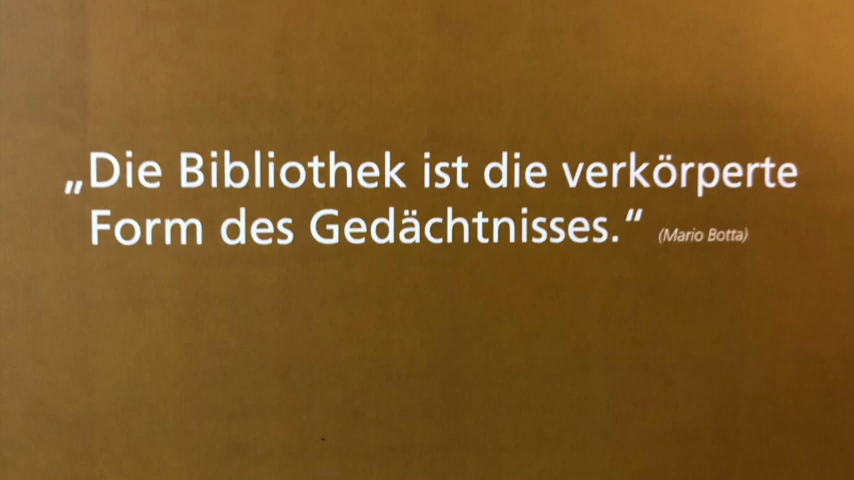 „Die Bibliothek ist die verkörperte
Form des Gedächtnisses.“ (Mario Botta)